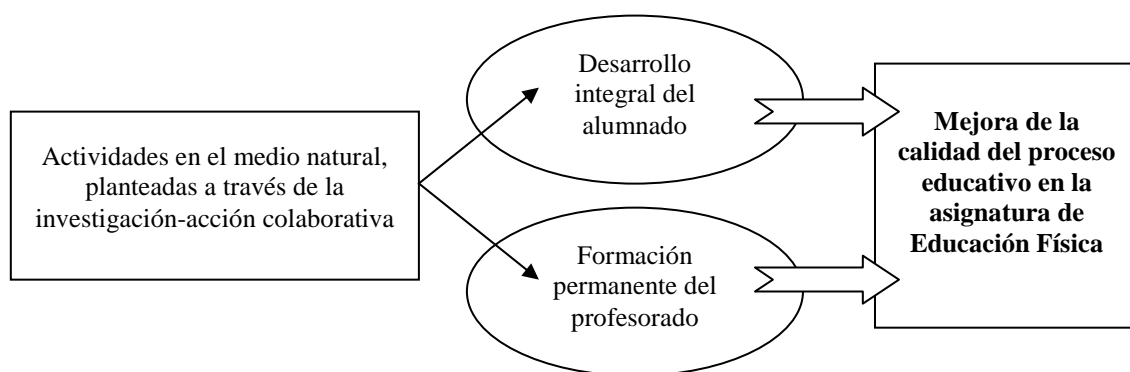 Actividades en el medio natural,
planteadas a través de la
investigación-acción colaborativa
Desarrollo
integral del
alumnado
Formación
permanente del
profesorado
Mejora de la
calidad del proceso
educativo en la
asignatura de
Educación Física